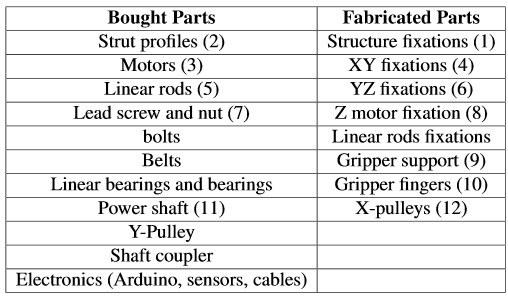 Bought Parts Fabricated Parts
Strut profiles (2) Structure fixations (1)
Motors (3) XY fixations (4)
Linear rods (5) YZ fixations (6)
Lead screw and nut (7) Z motor fixation (8)
bolts Linear rods fixations
Belts Gripper support (9)
Linear bearings and bearings Gripper fingers (10)
Power shaft (11) X-pulleys (12)
Y-Pulley
Shaft coupler
Electronics (Arduino, sensors, cables)